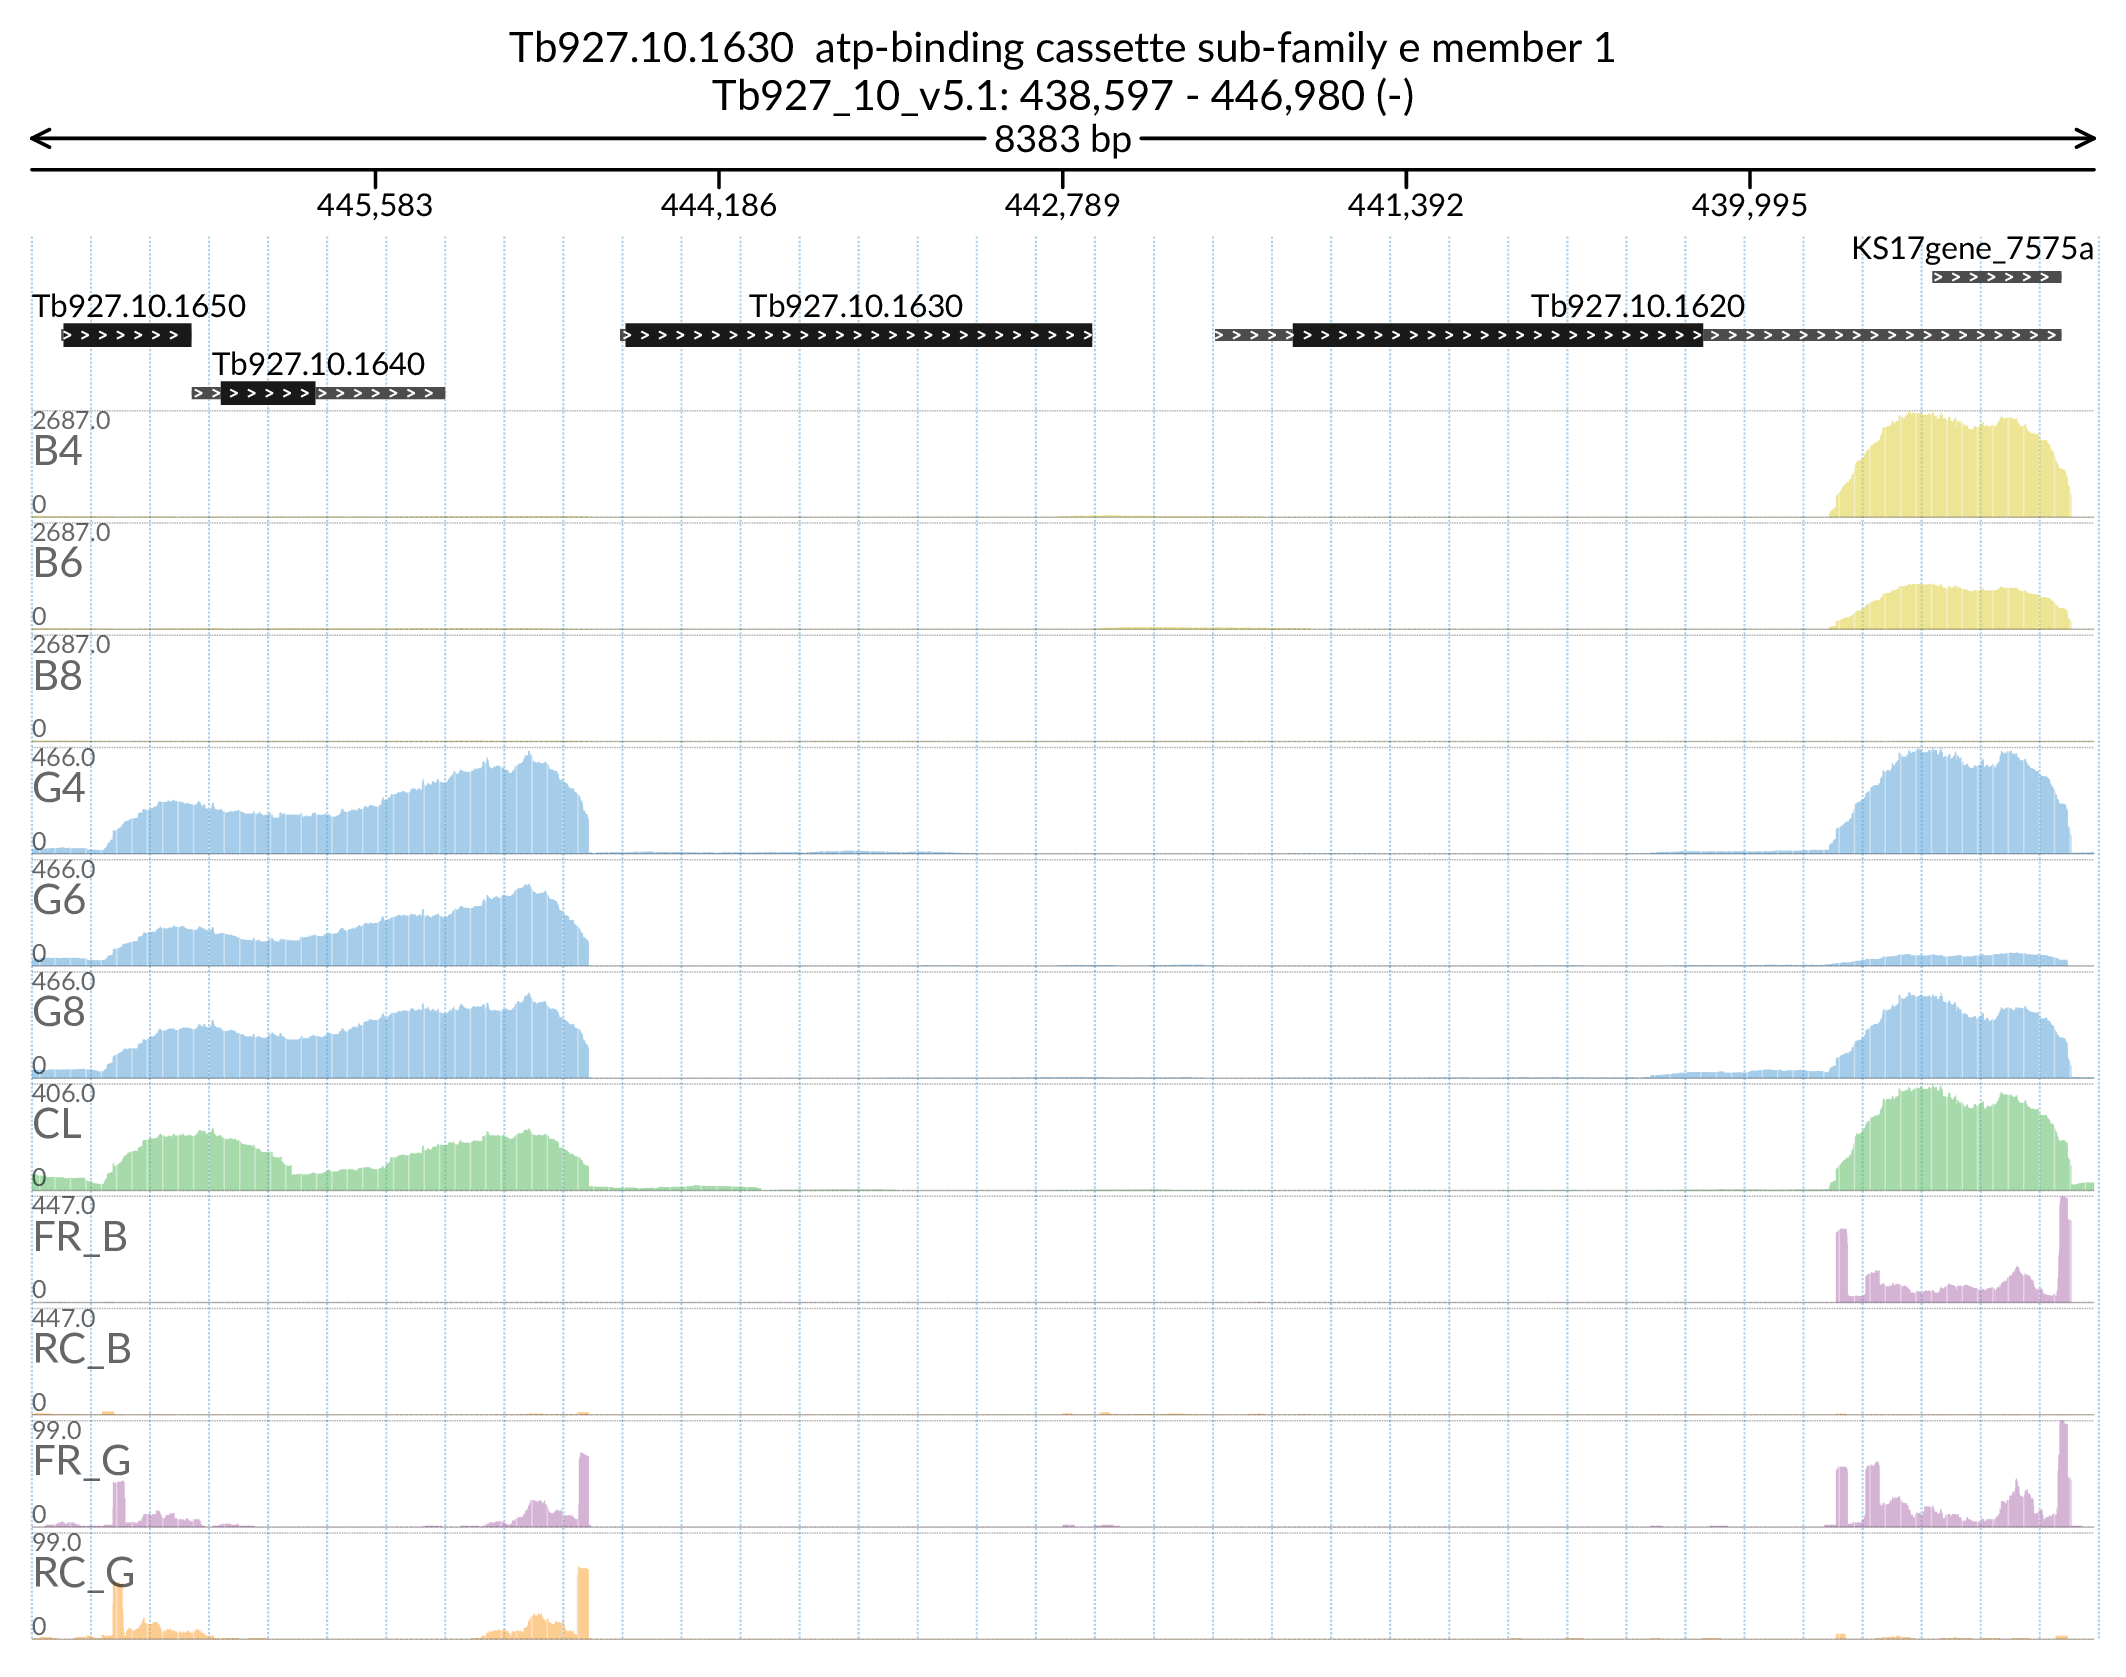 Tb927.10.1630 atp-binding cassette sub-family e member 1
Tb927_10_v5.1: 438,597 - 446,980 (-)
8383 bp
445,583 444,186 442,789 441,392 439,995
KS17gene_7575a
Tb927.10.1650 Tb927.10.1630 Tb927.10.1620
Tb927.10.1640
2687.0
B4
0
2687.0
B6
0
2687.0
B8
0
466.0
G4
0
466.0
G6
0
466.0
G8
0
406.0
CL
0
447.0
FR_B
0
447.0
RC_B
0
99.0
FR_G
0
99.0
RC_G
0